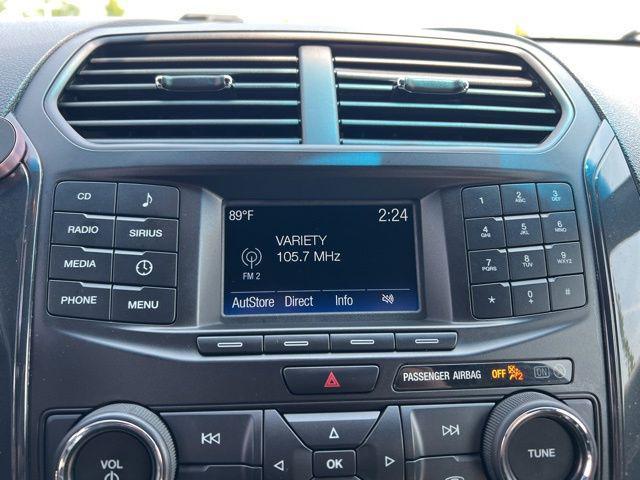 89°F 2:24
VARIETY
105.7 MHz
FM 2
AutStore Direct Info
CD
RADIO SIRIUS
MEDIA
PHONE MENU
1 2 ABC 3 DEF
4 GHI 5 JKL 6 MNO
7 PQRS 8 TUV 9 WXYZ
* 0 + #
PASSENGER AIRBAG OFF 2 ON
VOL
OK
TUNE